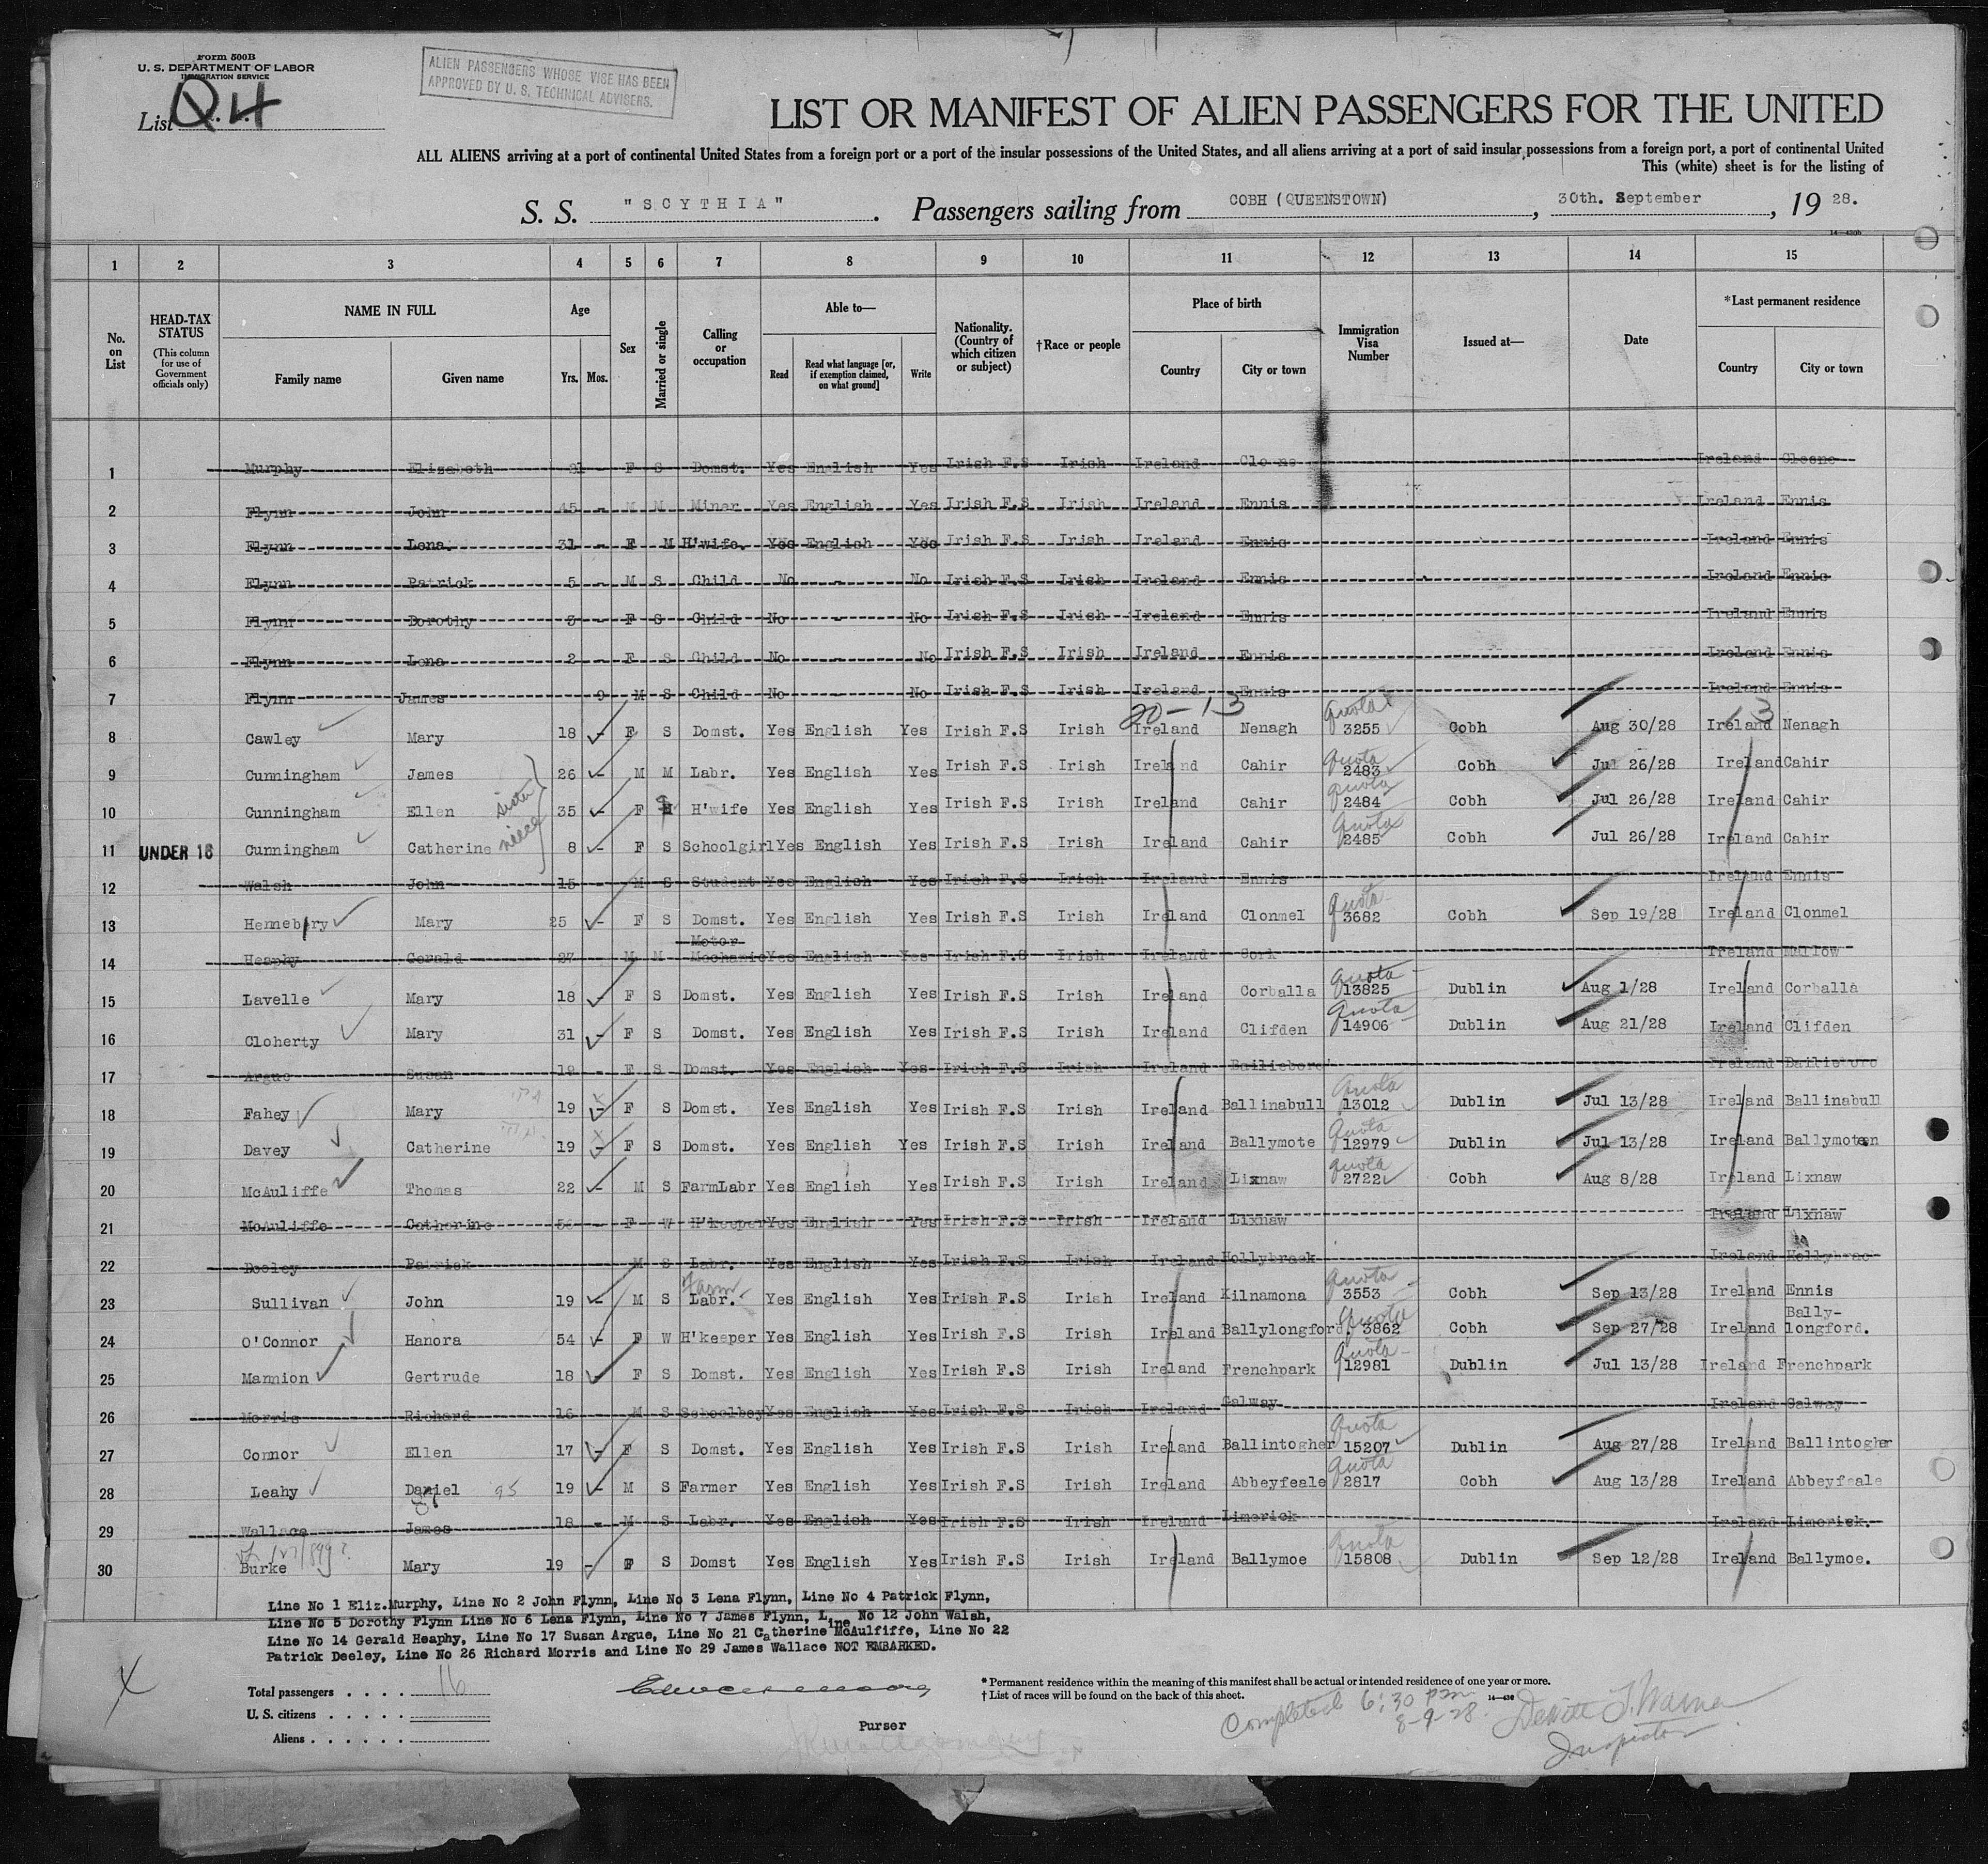 Form 500B
U. S. DEPARTMENT OF LABOR
IMMIGRATION SERVICE
List Q.4
ALIEN PASSENGERS WHOSE VISE HAS BEEN
APPROVED BY U. S. TECHNICAL ADVISERS.
LIST OR MANIFEST OF ALIEN PASSENGERS FOR THE UNITED
ALL ALIENS arriving at a port of continental United States from a foreign port or a port of the insular possessions of the United States, and all aliens arriving at a port of said insular possessions from a foreign port, a port of continental United
This (white) sheet is for the listing of
S. S. "SCYTHIA". Passengers sailing from COBH (QUEENSTOWN), 30th. September, 19 28.
14—430b
1 2 3 4 5 6 7 8 9 10 11 12 13 14 15
No. on List
HEAD-TAX STATUS
(This column for use of Government officials only)
NAME IN FULL
Family name Given name
Age
Yrs. Mos.
Sex
Married or single
Calling or occupation
Able to—
Read Read what language [or, if exemption claimed, on what ground] Write
Nationality. (Country of which citizen or subject)
†Race or people
Place of birth
Country City or town
Immigration Visa Number
Issued at—
Date
*Last permanent residence
Country City or town
1 Murphy Elizabeth 21 - F S Domst. Yes English Yes Irish F.S Irish Ireland Cloone Ireland Cloone
2 Flynn John 45 - M M Miner Yes English Yes Irish F.S Irish Ireland Ennis Ireland Ennis
3 Flynn Lena. 31 - F M H'wife. Yes English Yes Irish F.S Irish Ireland Ennis Ireland Ennis
4 Flynn Patrick 5 - M S Child No - No Irish F.S Irish Ireland Ennis Ireland Ennis
5 Flynn Dorothy 3 - F S Child No - No Irish F.S Irish Ireland Ennis Ireland Ennis
6 Flynn Lena 2 - F S Child No - No Irish F.S Irish Ireland Ennis Ireland Ennis
7 Flynn James 9 M S Child No - No Irish F.S Irish Ireland Ennis Ireland Ennis
20-13 Quota 13
8 Cawley Mary 18 - F S Domst. Yes English Yes Irish F.S Irish Ireland Nenagh 3255 Cobh Aug 30/28 Ireland Nenagh
9 Cunningham James 26 - M M Labr. Yes English Yes Irish F.S Irish Ireland Cahir Quota 2483 Cobh Jul 26/28 Ireland Cahir
10 Cunningham Ellen sister 35 - F S H'wife Yes English Yes Irish F.S Irish Ireland Cahir Quota 2484 Cobh Jul 26/28 Ireland Cahir
11 UNDER 16 Cunningham Catherine niece 8 - F S Schoolgirl Yes English Yes Irish F.S Irish Ireland Cahir Quota 2485 Cobh Jul 26/28 Ireland Cahir
12 Walsh John 15 - M S Student Yes English Yes Irish F.S Irish Ireland Ennis Ireland Ennis
13 Hennebry Mary 25 - F S Domst. Yes English Yes Irish F.S Irish Ireland Clonmel Quota 3682 Cobh Sep 19/28 Ireland Clonmel
14 Heaphy Gerald 27 M M Motor Mechanic Yes English Yes Irish F.S Irish Ireland Cork Ireland Mallow
15 Lavelle Mary 18 - F S Domst. Yes English Yes Irish F.S Irish Ireland Corballa Quota 13825 Dublin Aug 1/28 Ireland Corballa
16 Cloherty Mary 31 - F S Domst. Yes English Yes Irish F.S Irish Ireland Clifden Quota 14906 Dublin Aug 21/28 Ireland Clifden
17 Argue Susan 19 - F S Domst. Yes English Yes Irish F.S Irish Ireland Bailieboro' Ireland Bailieboro
18 Fahey Mary 19 - F S Domst. Yes English Yes Irish F.S Irish Ireland Ballinabull Quota 13012 Dublin Jul 13/28 Ireland Ballinabull
19 Davey Catherine 19 - F S Domst. Yes English Yes Irish F.S Irish Ireland Ballymote Quota 12979 Dublin Jul 13/28 Ireland Ballymote
20 McAuliffe Thomas 22 - M S FarmLabr Yes English Yes Irish F.S Irish Ireland Lixnaw Quota 2722 Cobh Aug 8/28 Ireland Lixnaw
21 McAuliffe Catherine - F W H'keeper Yes English Yes Irish F.S Irish Ireland Lixnaw Ireland Lixnaw
22 Deeley Patrick M S Labr. Yes English Yes Irish F.S Irish Ireland Hollybrook Ireland Hollybrac
23 Sullivan John 19 - M S Farm Labr. Yes English Yes Irish F.S Irish Ireland Kilnamona Quota 3553 Cobh Sep 13/28 Ireland Ennis
24 O'Connor Hanora 54 - F W H'keeper Yes English Yes Irish F.S Irish Ireland Ballylongford. Quota 3862 Cobh Sep 27/28 Ireland Bally-longford.
25 Mannion Gertrude 18 - F S Domst. Yes English Yes Irish F.S Irish Ireland Frenchpark Quota 12981 Dublin Jul 13/28 Ireland Frenchpark
26 Morris Richard 16 - M S Schoolboy Yes English Yes Irish F.S Irish Ireland Galway Ireland Galway
27 Connor Ellen 17 - F S Domst. Yes English Yes Irish F.S Irish Ireland Ballintogher Quota 15207 Dublin Aug 27/28 Ireland Ballintogher
28 Leahy Daniel 95 19 - M S Farmer Yes English Yes Irish F.S Irish Ireland Abbeyfeale Quota 2817 Cobh Aug 13/28 Ireland Abbeyfeale
29 Wallace James 18 - M S Labr. Yes English Yes Irish F.S Irish Ireland Limerick Ireland Limerick.
30 Burke Mary 19 - F S Domst Yes English Yes Irish F.S Irish Ireland Ballymoe Quota 15808 Dublin Sep 12/28 Ireland Ballymoe.
Line No 1 Eliz.Murphy, Line No 2 John Flynn, Line No 3 Lena Flynn, Line No 4 Patrick Flynn,
Line No 5 Dorothy Flynn Line No 6 Lena Flynn, Line No 7 James Flynn, Line No 12 John Walsh,
Line No 14 Gerald Heaphy, Line No 17 Susan Argue, Line No 21 Catherine McAulfiffe, Line No 22
Patrick Deeley, Line No 26 Richard Morris and Line No 29 James Wallace NOT EMBARKED.
Total passengers . . . . 16
U. S. citizens . . . . .
Aliens . . . . . .
Purser
* Permanent residence within the meaning of this manifest shall be actual or intended residence of one year or more.
† List of races will be found on the back of this sheet.
14—430
Completed 6:30 pm
8-9-28.
Inspector